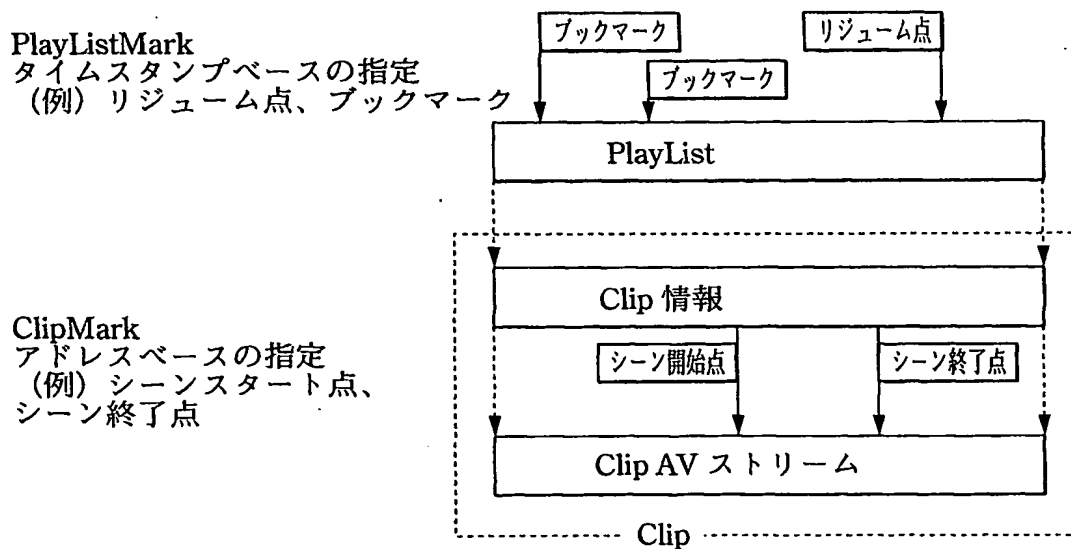 PlayListMark
タイムスタンプベースの指定
(例) リジューム点、ブックマーク
ブックマーク
リジューム点
ブックマーク
PlayList
Clip 情報
ClipMark
アドレスベースの指定
(例) シーンスタート点、
シーン終了点
シーン開始点
シーン終了点
Clip AV ストリーム
Clip